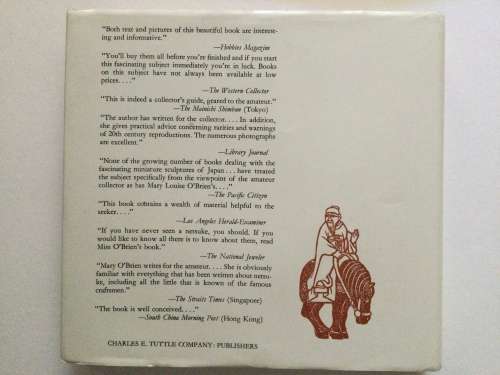 "Both text and pictures of this beautiful book are interest-
ing and informative."
—Hobbies Magazine
"You'll buy them all before you're finished and if you start
this fascinating subject immediately you're in luck. Books
on this subject have not always been available at low
prices. . . ."
—The Western Collector
"This is indeed a collector's guide, geared to the amateur."
—The Mainichi Shimbun (Tokyo)
"The author has written for the collector. . . . In addition,
she gives practical advice concerning rarities and warnings
of 20th century reproductions. The numerous photographs
are excellent."
—Library Journal
"None of the growing number of books dealing with the
fascinating miniature sculptures of Japan . . . have treated
the subject specifically from the viewpoint of the amateur
collector as has Mary Louise O'Brien's. . . ."
—The Pacific Citizen
"This book contains a wealth of material helpful to the
seeker. . . ."
—Los Angeles Herald-Examiner
"If you have never seen a netsuke, you should. If you
would like to know all there is to know about them, read
Miss O'Brien's book."
—The National Jeweler
"Mary O'Brien writes for the amateur. . . . She is obviously
familiar with everything that has been written about netsu-
ke, including all the little that is known of the famous
craftsmen."
—The Straits Times (Singapore)
"The book is well conceived. . . ."
—South China Morning Post (Hong Kong)
CHARLES E. TUTTLE COMPANY: PUBLISHERS